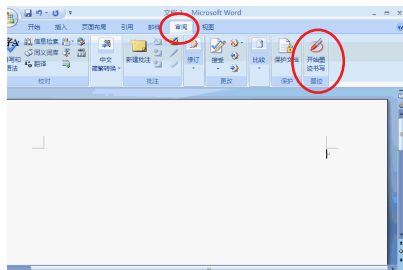 Microsoft Word
开始 插入 页面布局 引用 邮件 审阅 视图
信息检索
同义词库
翻译
中文
简繁转换
新建批注
修订
接受
比较
保护文档
开始墨
迹书写
校对 批注 更改 保护 墨迹